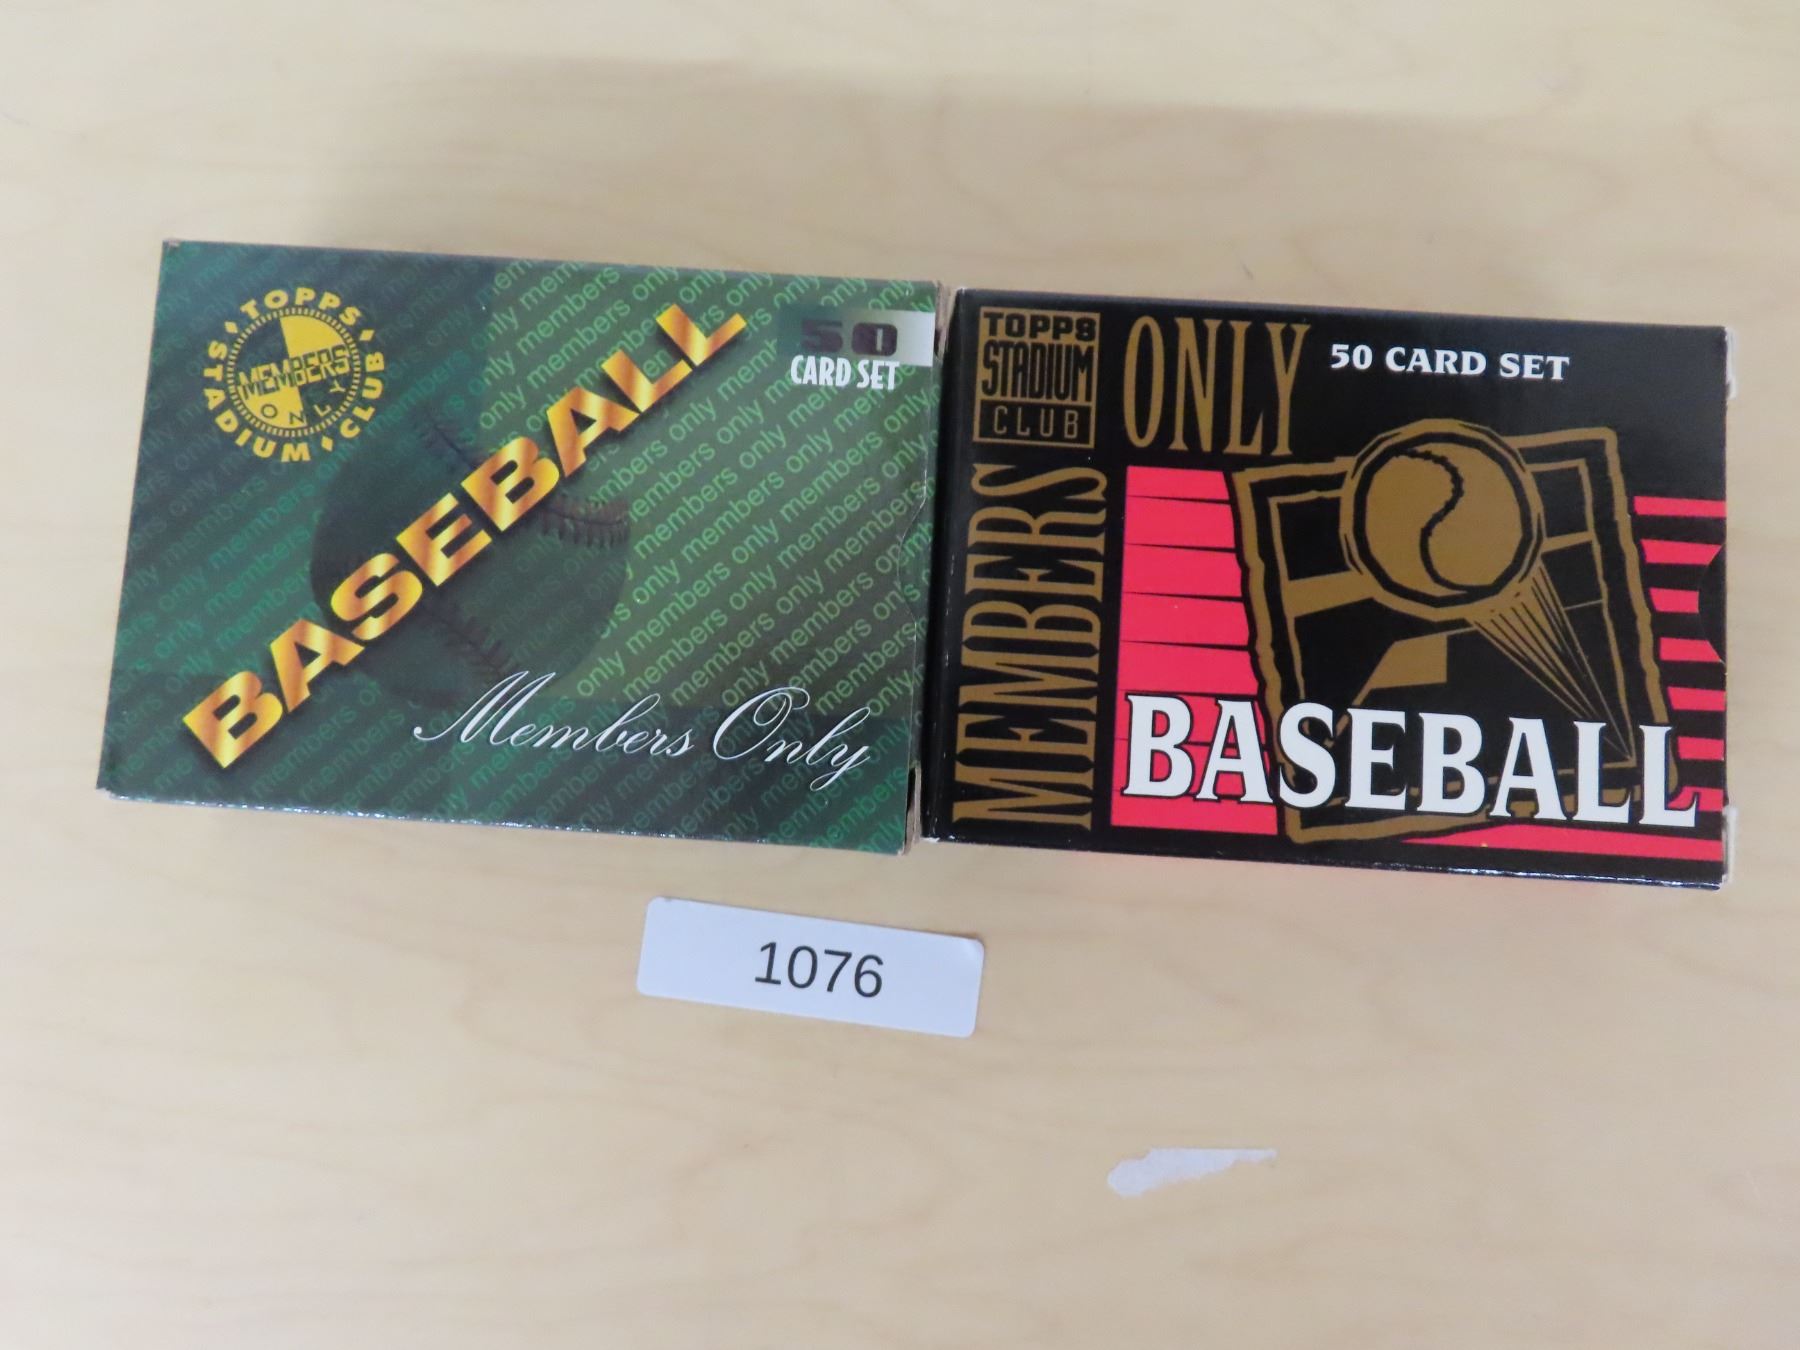 TOPPS STADIUM CLUB
MEMBERS
ONLY
BASEBALL
50
CARD SET
Members Only
TOPPS
STADIUM
CLUB
MEMBERS ONLY
50 CARD SET
BASEBALL
1076